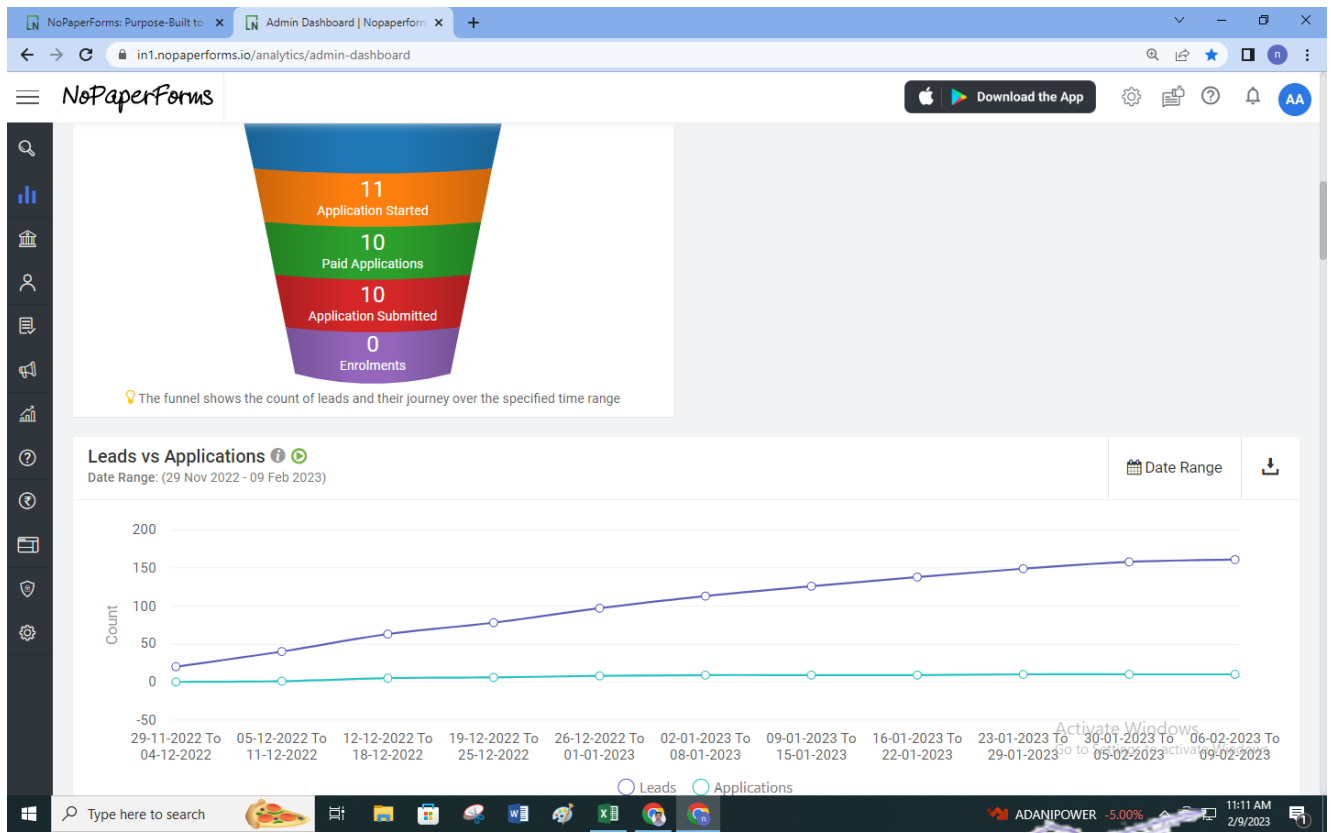 NoPaperForms: Purpose-Built to
Admin Dashboard | Nopaperform
in1.nopaperforms.io/analytics/admin-dashboard
n
NoPaperForms
Download the App
AA
11
Application Started
10
Paid Applications
10
Application Submitted
0
Enrolments
The funnel shows the count of leads and their journey over the specified time range
Leads vs Applications
Date Range: (29 Nov 2022 - 09 Feb 2023)
Date Range
200
150
100
50
0
-50
Count
29-11-2022 To 05-12-2022 To 12-12-2022 To 19-12-2022 To 26-12-2022 To 02-01-2023 To 09-01-2023 To 16-01-2023 To 23-01-2023 To 30-01-2023 To 06-02-2023 To
04-12-2022 11-12-2022 18-12-2022 25-12-2022 01-01-2023 08-01-2023 15-01-2023 22-01-2023 29-01-2023 05-02-2023 09-02-2023
Activate Windows
Go to Settings to activate Windows.
Leads Applications
Type here to search
ADANIPOWER -5.00%
11:11 AM
2/9/2023